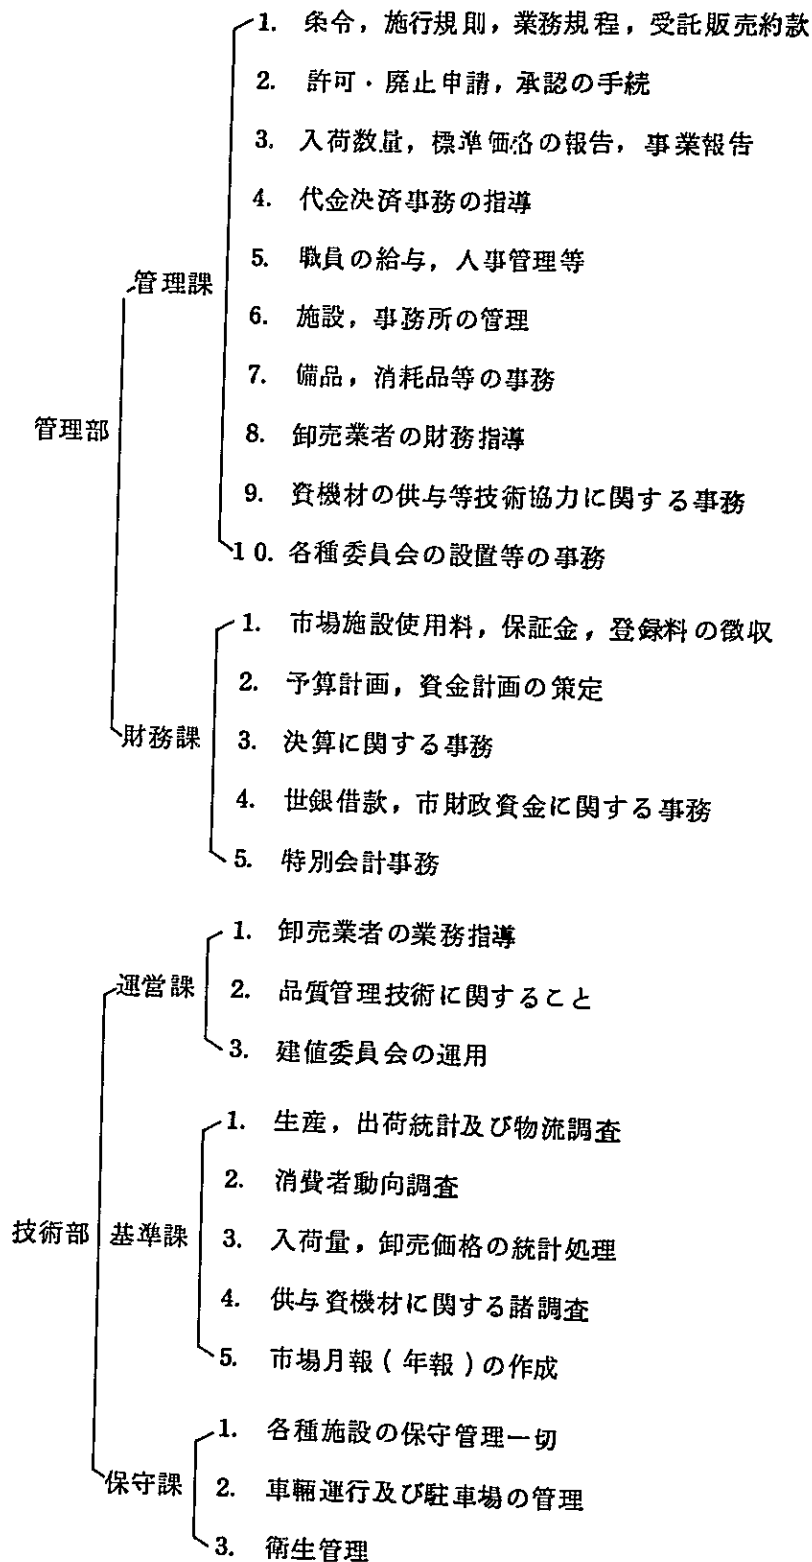 管理部
管理課
1. 条令，施行規則，業務規程，受託販売約款
2. 許可・廃止申請，承認の手続
3. 入荷数量，標準価格の報告，事業報告
4. 代金決済事務の指導
5. 職員の給与，人事管理等
6. 施設，事務所の管理
7. 備品，消耗品等の事務
8. 卸売業者の財務指導
9. 資機材の供与等技術協力に関する事務
10. 各種委員会の設置等の事務
財務課
1. 市場施設使用料，保証金，登録料の徴収
2. 予算計画，資金計画の策定
3. 決算に関する事務
4. 世銀借款，市財政資金に関する事務
5. 特別会計事務
技術部
運営課
1. 卸売業者の業務指導
2. 品質管理技術に関すること
3. 建値委員会の運用
基準課
1. 生産，出荷統計及び物流調査
2. 消費者動向調査
3. 入荷量，卸売価格の統計処理
4. 供与資機材に関する諸調査
5. 市場月報（年報）の作成
保守課
1. 各種施設の保守管理一切
2. 車輛運行及び駐車場の管理
3. 衛生管理